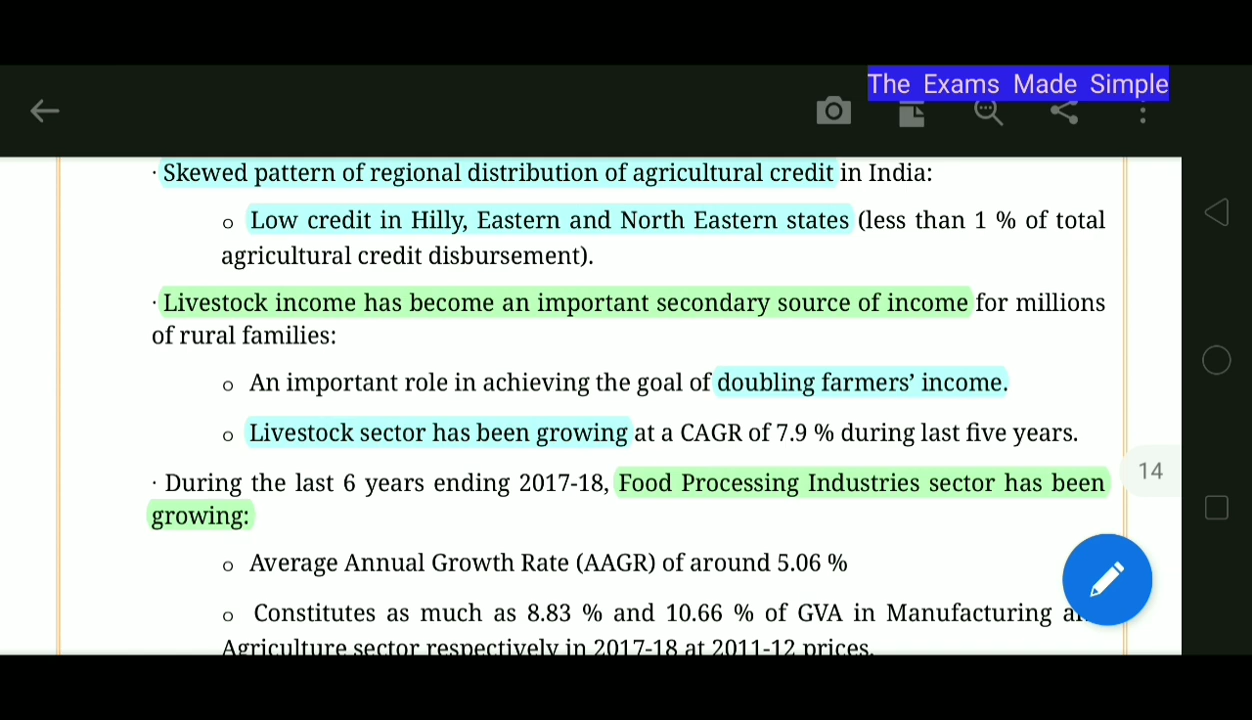 The Exams Made Simple
· Skewed pattern of regional distribution of agricultural credit in India:
o Low credit in Hilly, Eastern and North Eastern states (less than 1 % of total
agricultural credit disbursement).
· Livestock income has become an important secondary source of income for millions
of rural families:
o An important role in achieving the goal of doubling farmers’ income.
o Livestock sector has been growing at a CAGR of 7.9 % during last five years.
14
· During the last 6 years ending 2017-18, Food Processing Industries sector has been
growing:
o Average Annual Growth Rate (AAGR) of around 5.06 %
o Constitutes as much as 8.83 % and 10.66 % of GVA in Manufacturing
Agriculture sector respectively in 2017-18 at 2011-12 prices.